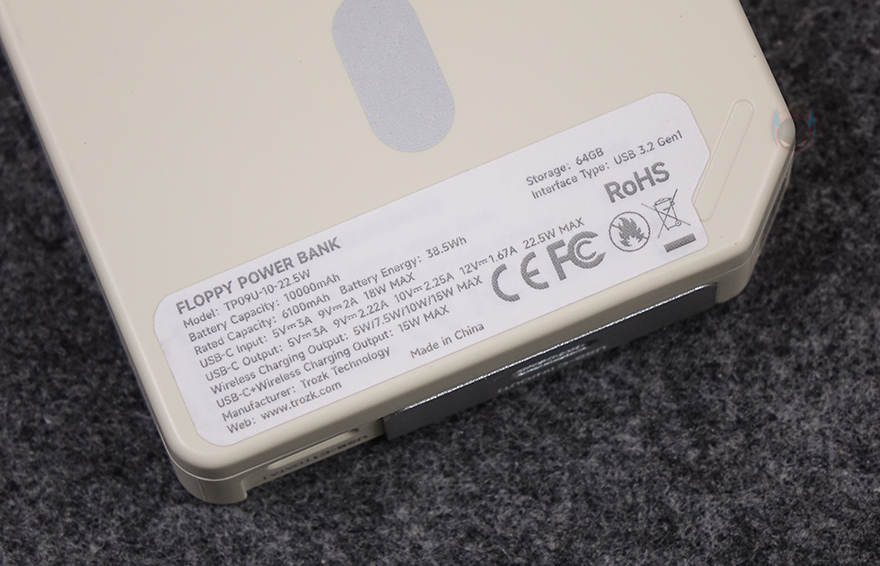 FLOPPY POWER BANK
Model: TP09U-10-22.5W
Battery Capacity: 10000mAh Battery Energy: 38.5Wh
Rated Capacity: 6100mAh
USB-C Input: 5V⎓3A 9V⎓2A 18W MAX
USB-C Output: 5V⎓3A 9V⎓2.22A 10V⎓2.25A 12V⎓1.67A 22.5W MAX
Wireless Charging Output: 5W/7.5W/10W/15W MAX
USB-C+Wireless Charging Output: 15W MAX
Manufacturer: Trozk Technology Made in China
Web: www.trozk.com
Storage: 64GB
Interface Type: USB 3.2 Gen1
RoHS
CE FC